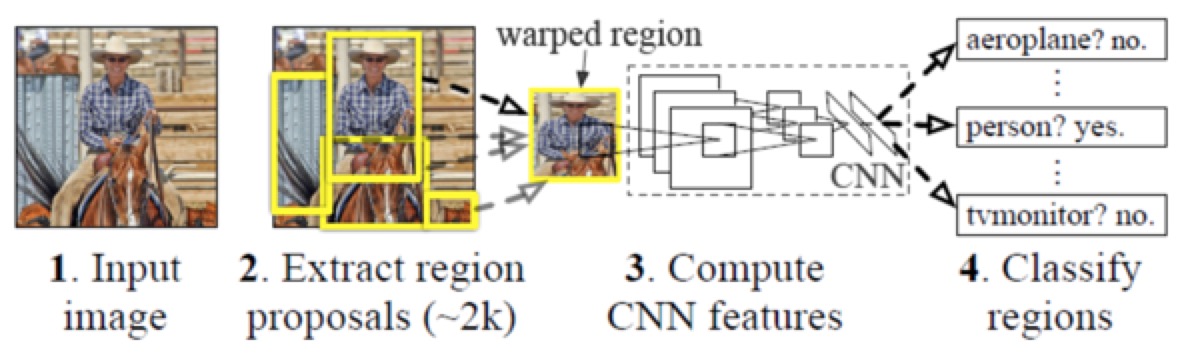 warped region
aeroplane? no.
person? yes.
CNN
tvmonitor? no.
1. Input
image
2. Extract region
proposals (~2k)
3. Compute
CNN features
4. Classify
regions